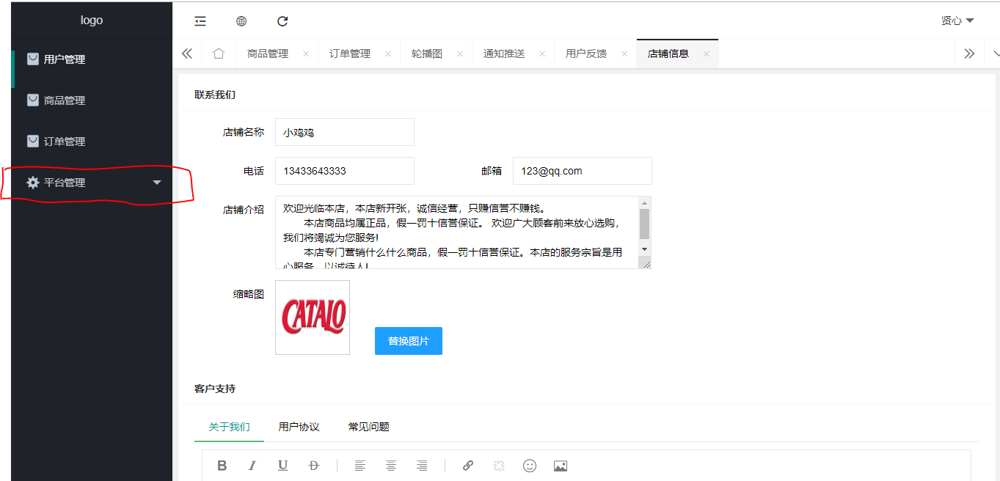 logo
贤心
用户管理
商品管理
订单管理
平台管理
商品管理 订单管理 轮播图 通知推送 用户反馈 店铺信息
联系我们
店铺名称 小鸡鸡
电话 13433643333 邮箱 123@qq.com
店铺介绍 欢迎光临本店，本店新开张，诚信经营，只赚信誉不赚钱。
本店商品均属正品，假一罚十信誉保证。 欢迎广大顾客前来放心选购，
我们将竭诚为您服务!
本店专门营销什么什么商品，假一罚十信誉保证。本店的服务宗旨是用
心服务，以诚待人!
缩略图 CATALO
替换图片
客户支持
关于我们 用户协议 常见问题
B I U D